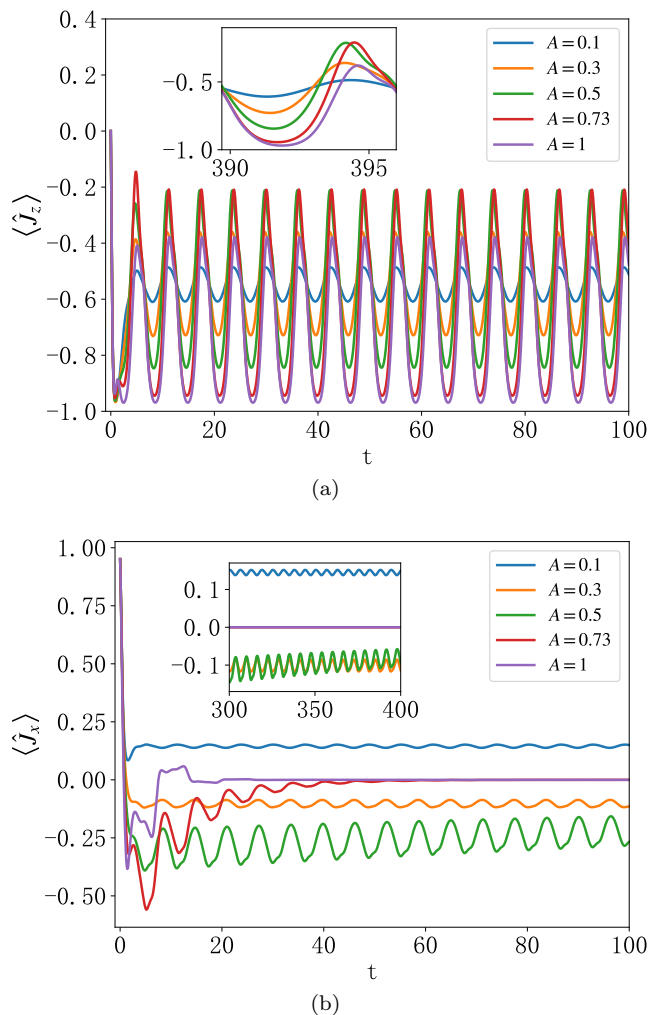 0.4
0.2
0.0
−0.2
−0.4
−0.6
−0.8
−1.0
⟨Ĵz⟩
−0.5
−1.0
390
395
A = 0.1
A = 0.3
A = 0.5
A = 0.73
A = 1
0
20
40
60
80
100
t
(a)
1.00
0.75
0.50
0.25
0.00
−0.25
−0.50
⟨Ĵx⟩
0.1
0.0
−0.1
300
350
400
A = 0.1
A = 0.3
A = 0.5
A = 0.73
A = 1
0
20
40
60
80
100
t
(b)